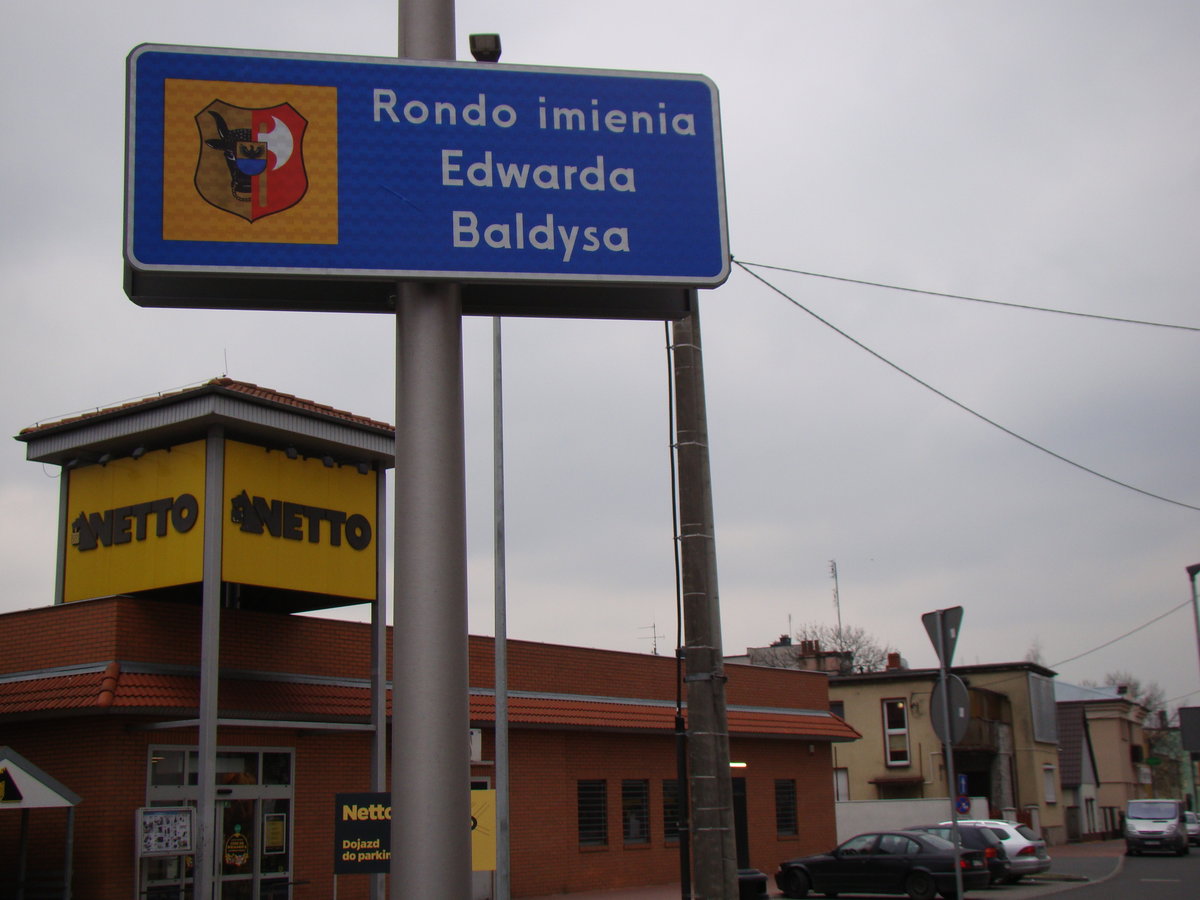 Rondo imienia
Edwarda
Baldysa
NETTO
NETTO
Netto
Dojazd
do parkin